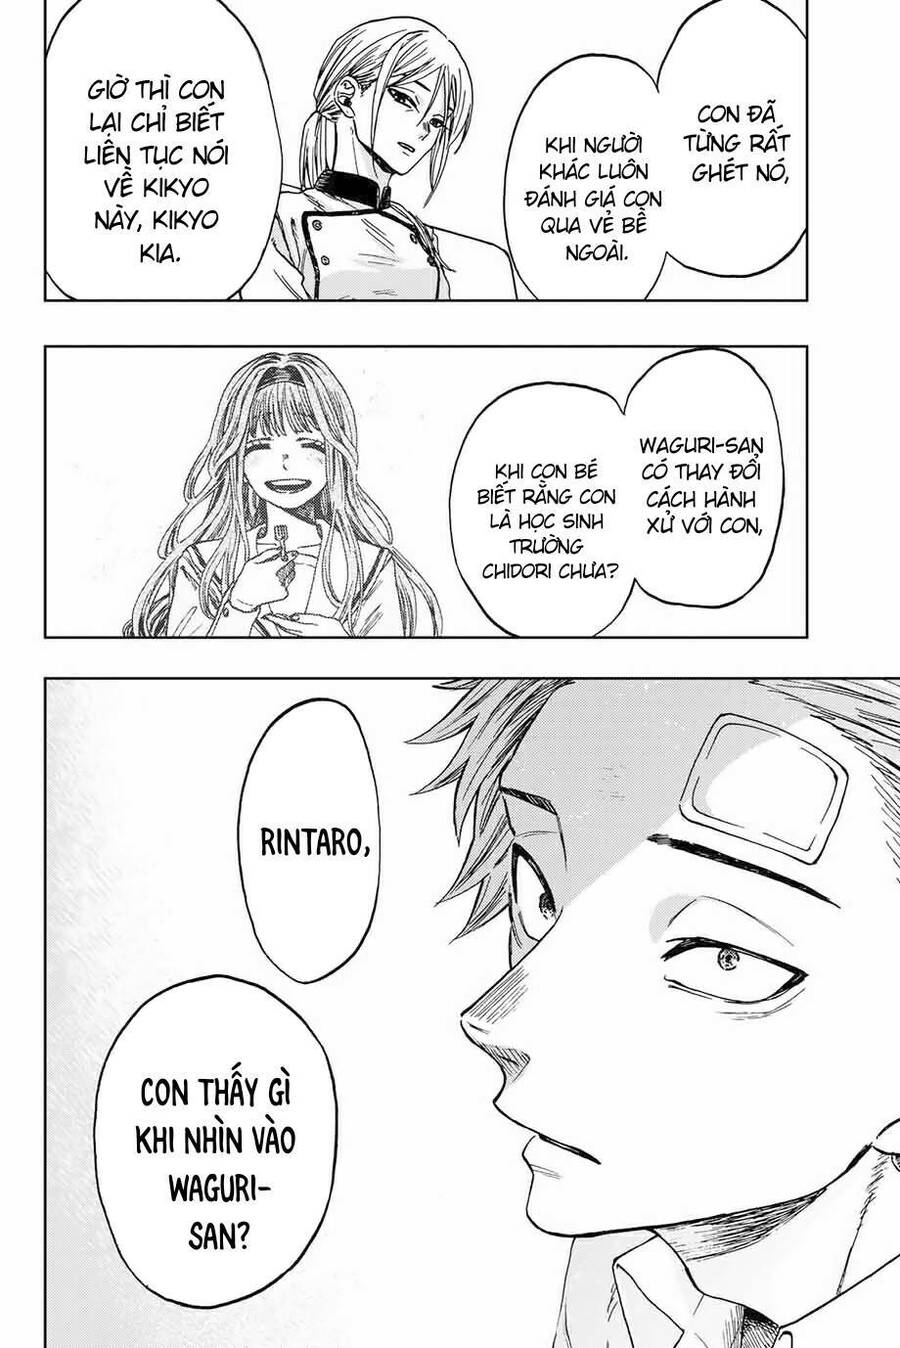 CON ĐÃ
TỪNG RẤT
GHÉT NÓ,
KHI NGƯỜI
KHÁC LUÔN
ĐÁNH GIÁ CON
QUA VẺ BỀ
NGOÀI.
GIỜ THÌ CON
LẠI CHỈ BIẾT
LIÊN TỤC NÓI
VỀ KIKYO
NÀY, KIKYO
KIA.
WAGURI-SAN
CÓ THAY ĐỔI
CÁCH HÀNH
XỬ VỚI CON,
KHI CON BÉ
BIẾT RẰNG CON
LÀ HỌC SINH
TRƯỜNG
CHIDORI CHƯA?
RINTARO,
CON THẤY GÌ
KHI NHÌN VÀO
WAGURI-
SAN?